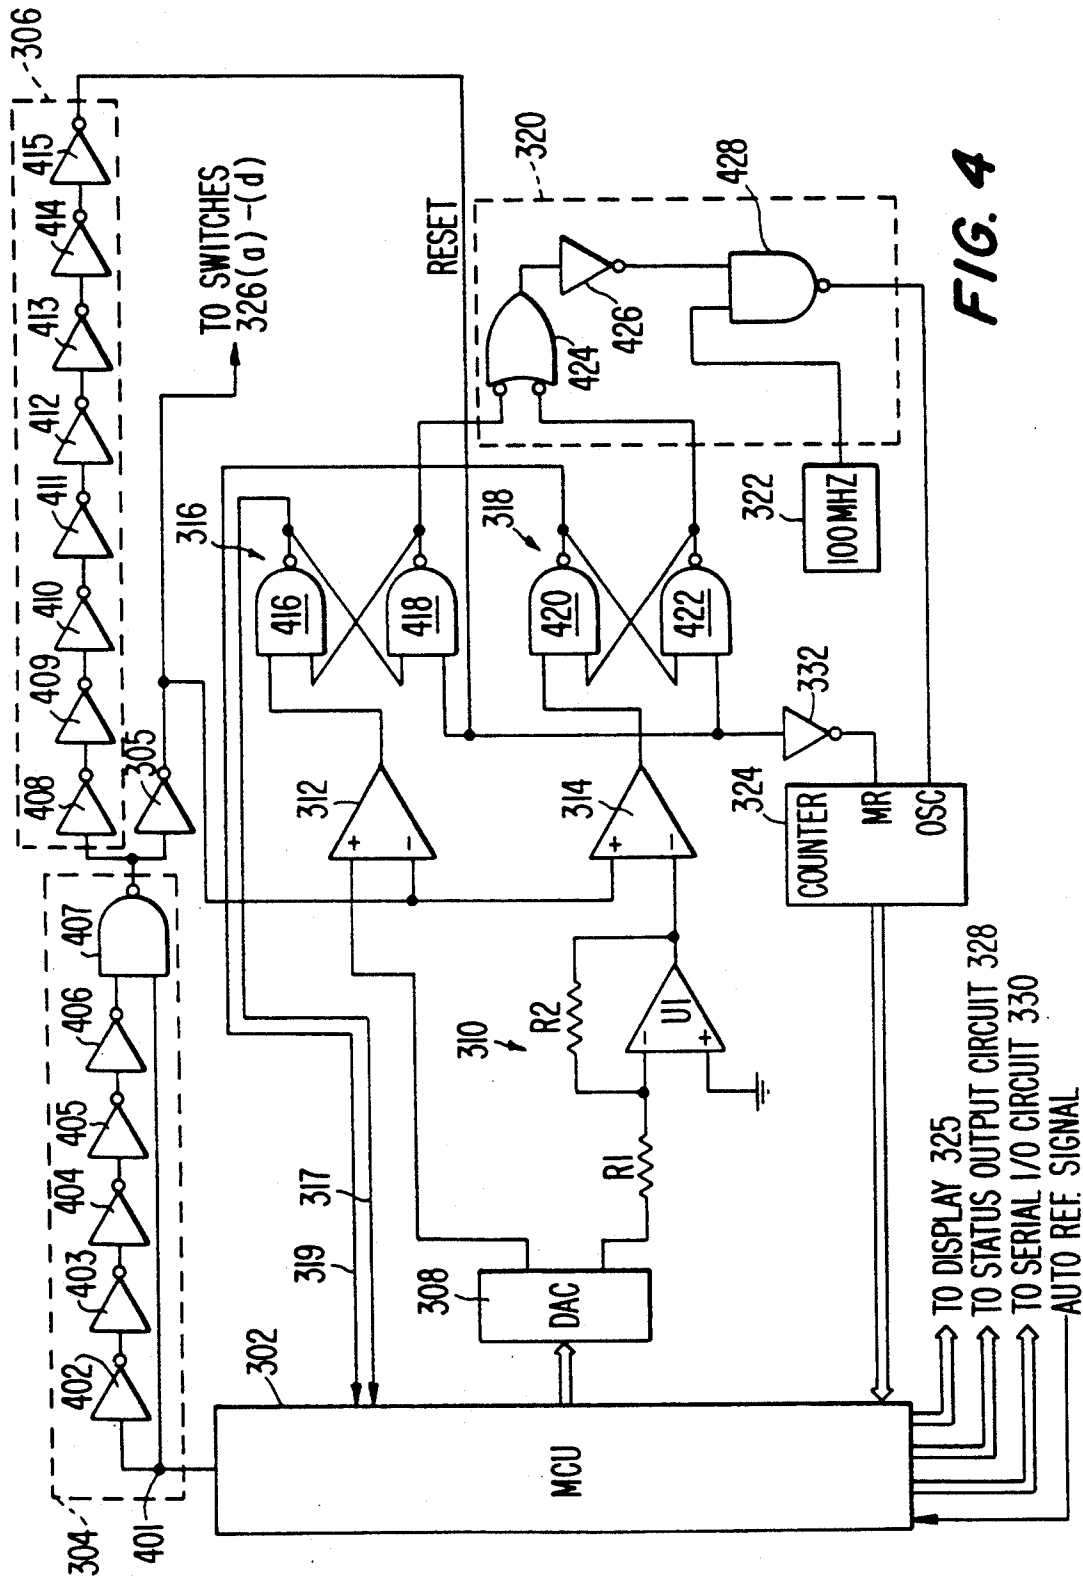 304
401
402
403
404
405
406
407
408
409
410
411
412
413
414
415
306
305
TO SWITCHES
326(a)-(d)
RESET
302
MCU
319
317
308
DAC
R1
310
R2
U1
-
+
312
+
-
314
+
-
316
416
418
318
420
422
320
424
426
428
322
100MHZ
332
324
COUNTER
MR
OSC
TO DISPLAY 325
TO STATUS OUTPUT CIRCUIT 328
TO SERIAL I/O CIRCUIT 330
AUTO REF. SIGNAL
FIG. 4